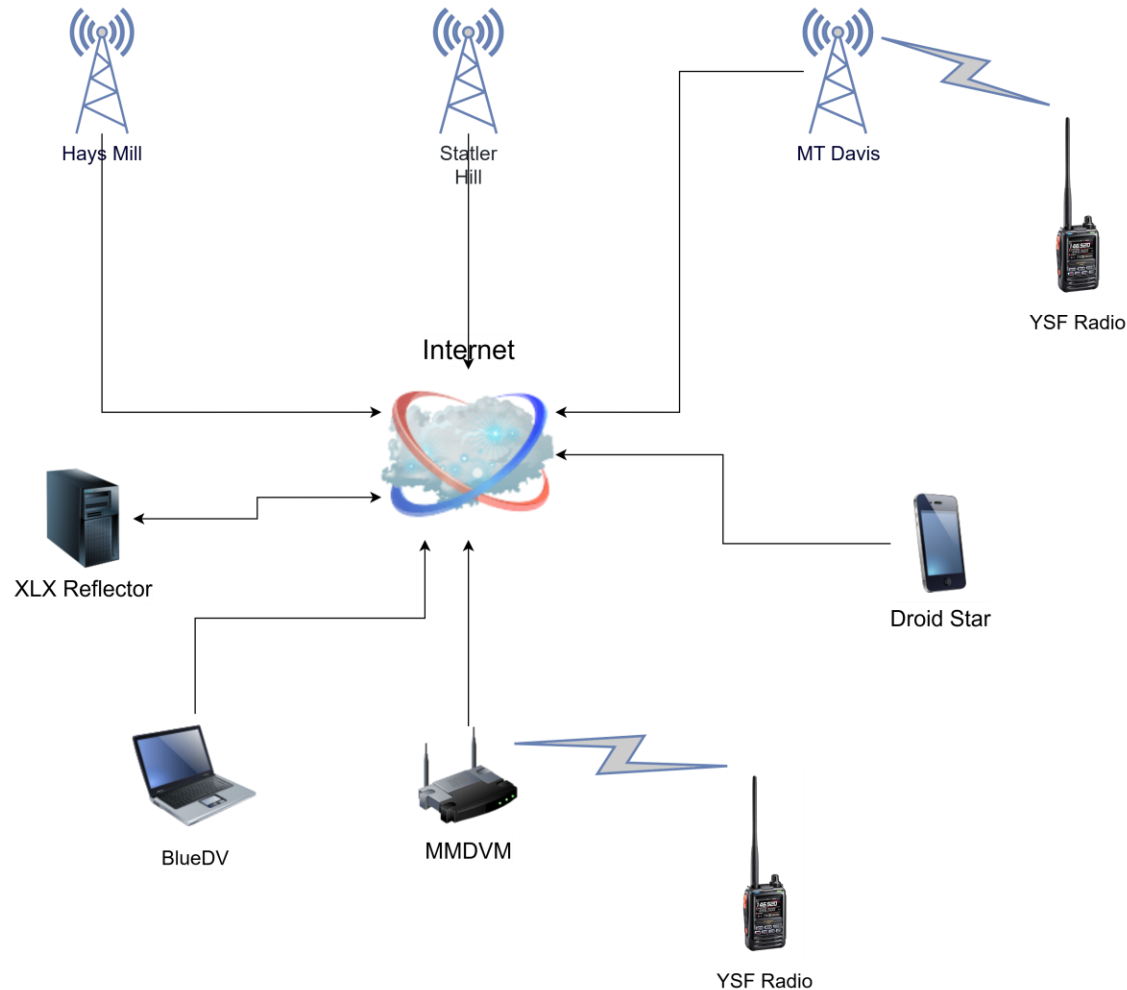 Hays Mill
Statler
Hill
MT Davis
YSF Radio
Internet
XLX Reflector
Droid Star
BlueDV
MMDVM
YSF Radio